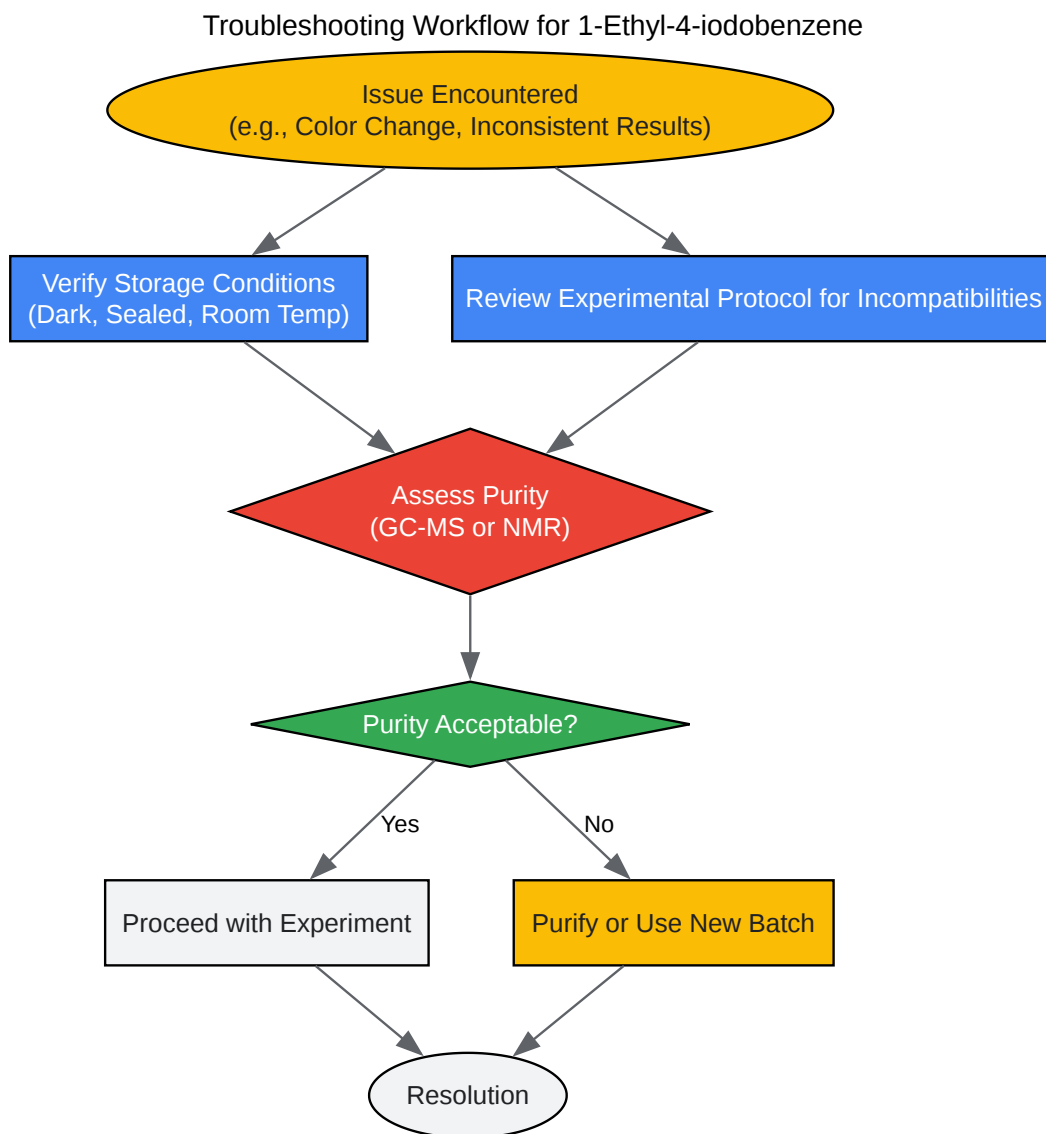 Troubleshooting Workflow for 1-Ethyl-4-iodobenzene
Issue Encountered
(e.g., Color Change, Inconsistent Results)
Verify Storage Conditions
(Dark, Sealed, Room Temp)
Review Experimental Protocol for Incompatibilities
Assess Purity
(GC-MS or NMR)
Purity Acceptable?
Yes
No
Proceed with Experiment
Purify or Use New Batch
Resolution